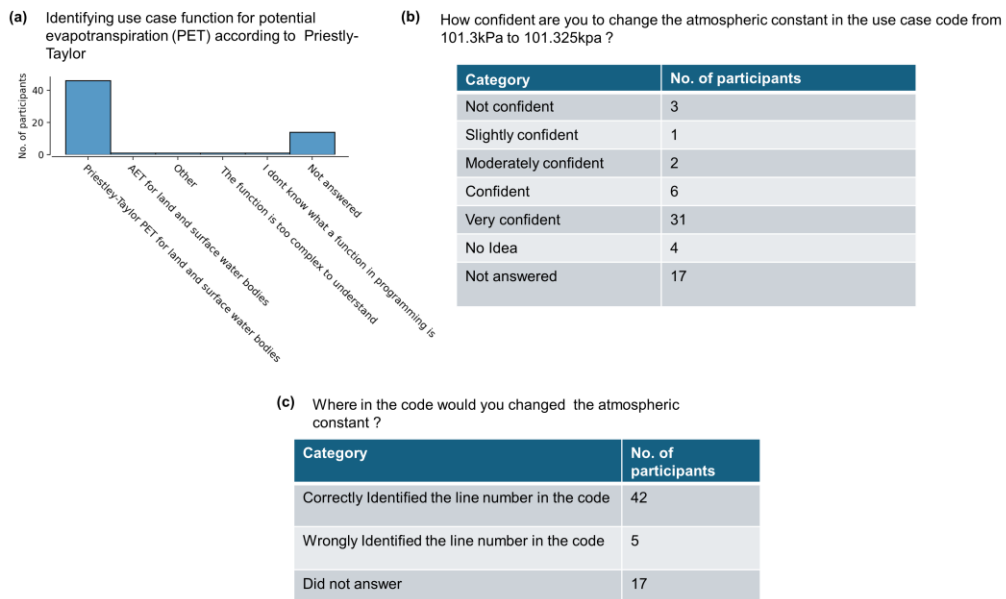 (a) Identifying use case function for potential
evapotranspiration (PET) according to Priestly-
Taylor
No. of participants
40
20
0
Priestley-Taylor PET for land and surface water bodies
AET for land and surface water bodies
Other
The function is too complex to understand
I dont know what a function in programming is
Not answered
(b) How confident are you to change the atmospheric constant in the use case code from
101.3kPa to 101.325kpa ?
Category No. of participants
Not confident 3
Slightly confident 1
Moderately confident 2
Confident 6
Very confident 31
No Idea 4
Not answered 17
(c) Where in the code would you changed the atmospheric
constant ?
Category No. of
participants
Correctly Identified the line number in the code 42
Wrongly Identified the line number in the code 5
Did not answer 17